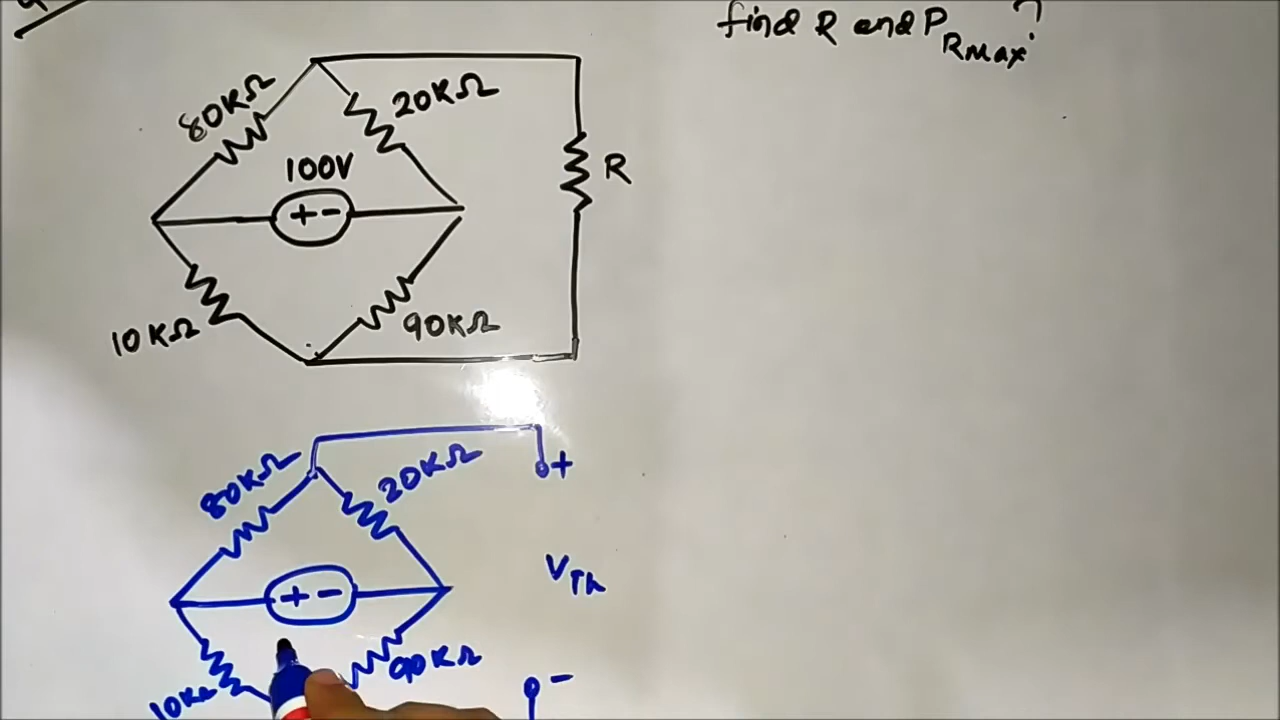 find R and P_RMax?
80KΩ
20KΩ
100V
+ -
R
10KΩ
90KΩ
80KΩ
20KΩ
+
V_Th
+ -
10KΩ
90KΩ
-